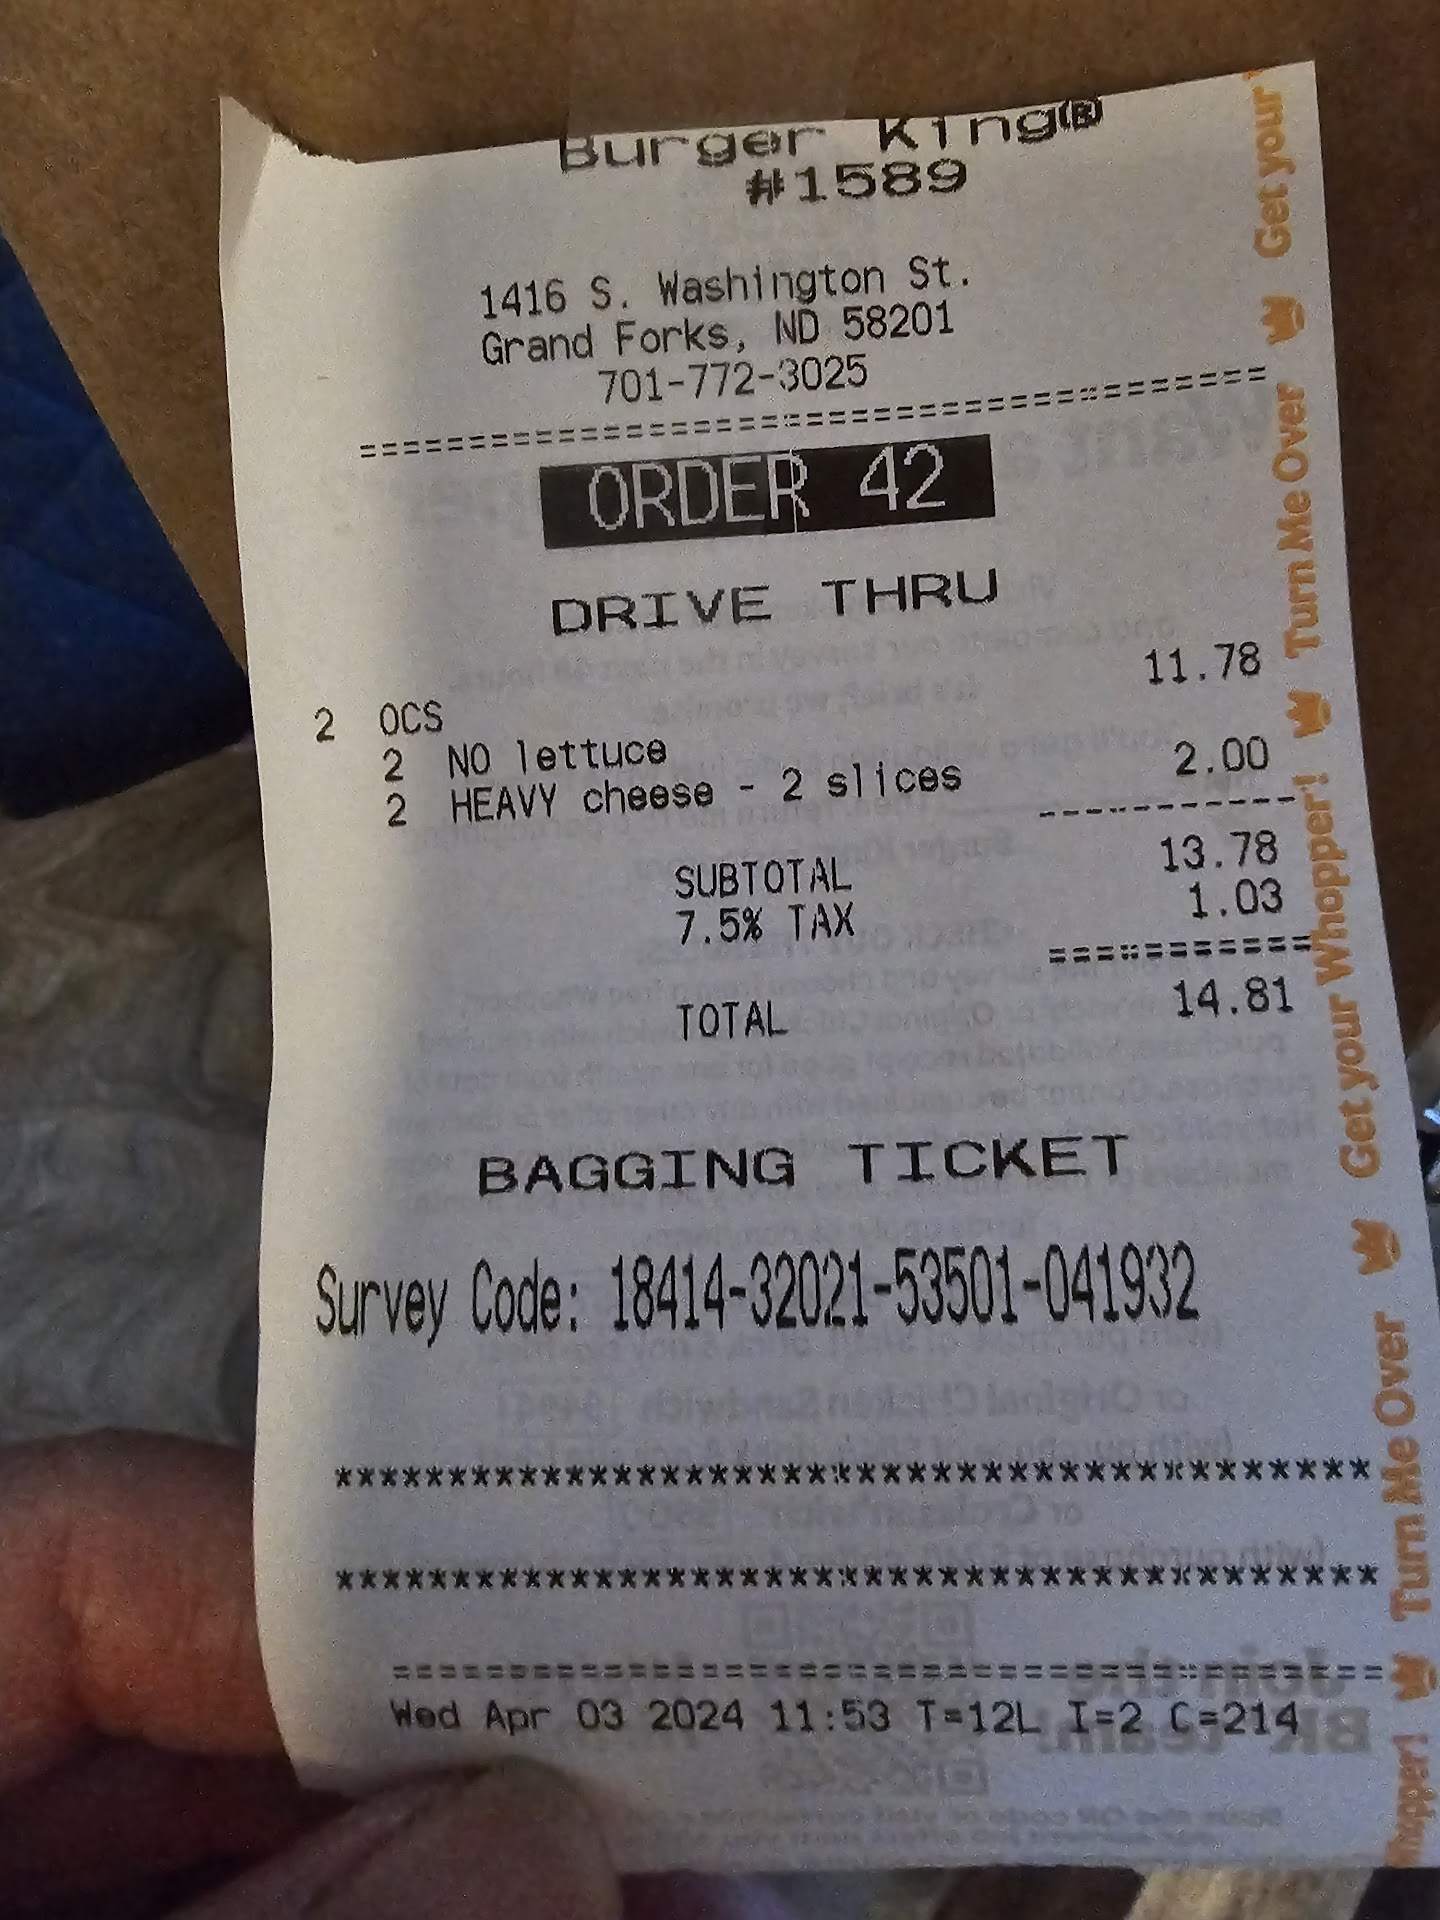 Burger King®
#1589
1416 S. Washington St.
Grand Forks, ND 58201
701-772-3025
========================================
ORDER 42
DRIVE THRU
2 OCS 11.78
2 NO lettuce
2 HEAVY cheese - 2 slices 2.00
-----------
SUBTOTAL 13.78
7.5% TAX 1.03
===========
TOTAL 14.81
BAGGING TICKET
Survey Code: 18414-32021-53501-041932
****************************************
****************************************
========================================
Wed Apr 03 2024 11:53 T=12L I=2 C=214
Get your Whopper! Turn Me Over Get your Whopper! Turn Me Over Get your